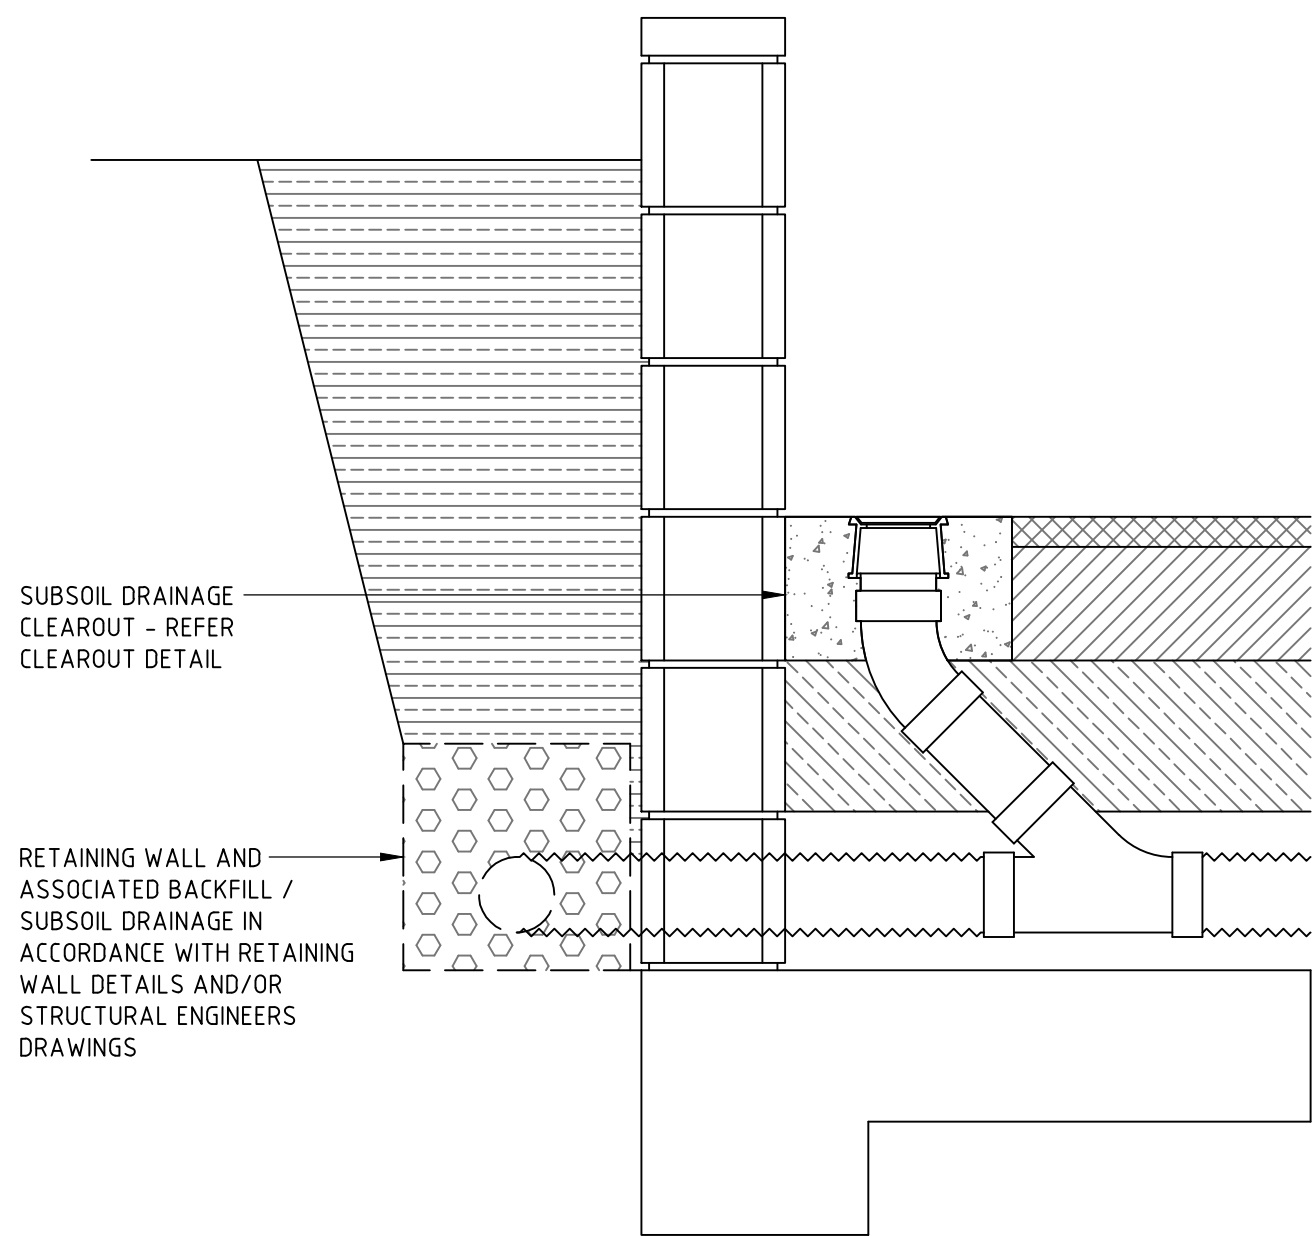 SUBSOIL DRAINAGE
CLEAROUT - REFER
CLEAROUT DETAIL
RETAINING WALL AND
ASSOCIATED BACKFILL /
SUBSOIL DRAINAGE IN
ACCORDANCE WITH RETAINING
WALL DETAILS AND/OR
STRUCTURAL ENGINEERS
DRAWINGS